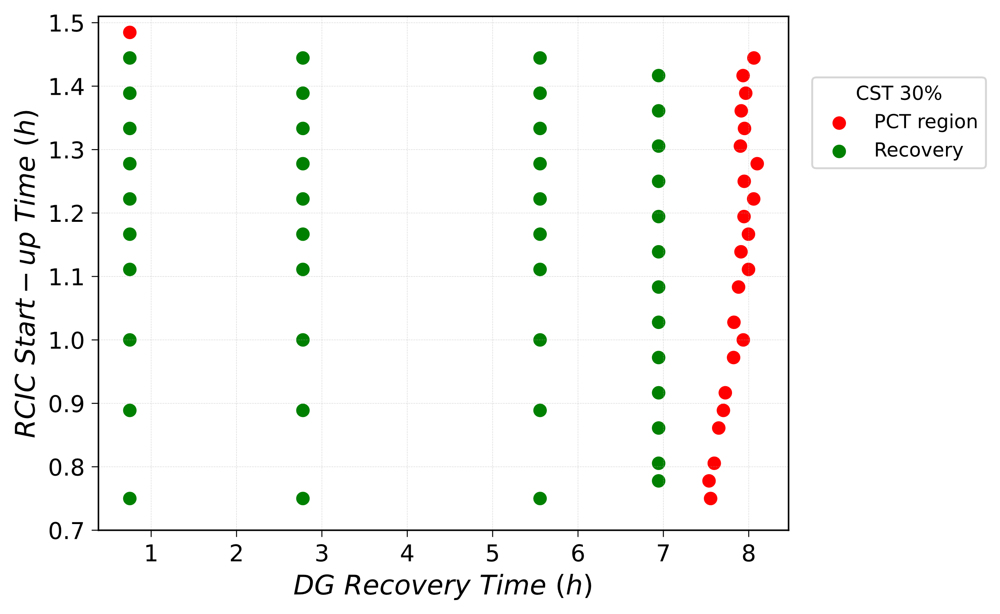 1.5
1.4
1.3
1.2
1.1
1.0
0.9
0.8
0.7
RCIC Start − up Time (h)
1 2 3 4 5 6 7 8
DG Recovery Time (h)
CST 30%
PCT region
Recovery